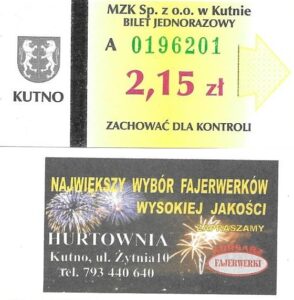 MZK Sp. z o.o. w Kutnie
BILET JEDNORAZOWY
A 0196201
2,15 zł
KUTNO
ZACHOWAĆ DLA KONTROLI
NAJWIĘKSZY WYBÓR FAJERWERKÓW
WYSOKIEJ JAKOŚCI
ZAPRASZAMY
HURTOWNIA
Kutno, ul. Żytnia10
Tel. 793 440 640
FAJERWERKI